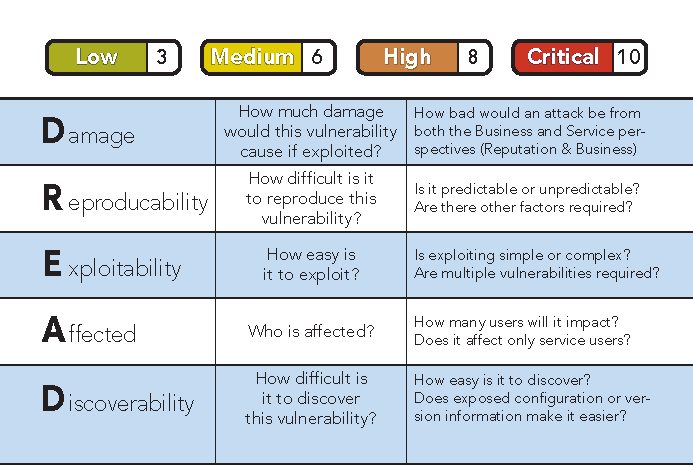 Low 3 Medium 6 High 8 Critical 10
Damage
How much damage
would this vulnerability
cause if exploited?
How bad would an attack be from
both the Business and Service per-
spectives (Reputation & Business)
Reproducability
How difficult is it
to reproduce this
vulnerability?
Is it predictable or unpredictable?
Are there other factors required?
Exploitability
How easy is
it to exploit?
Is exploiting simple or complex?
Are multiple vulnerabilities required?
Affected
Who is affected?
How many users will it impact?
Does it affect only service users?
Discoverability
How difficult is
it to discover
this vulnerability?
How easy is it to discover?
Does exposed configuration or ver-
sion information make it easier?